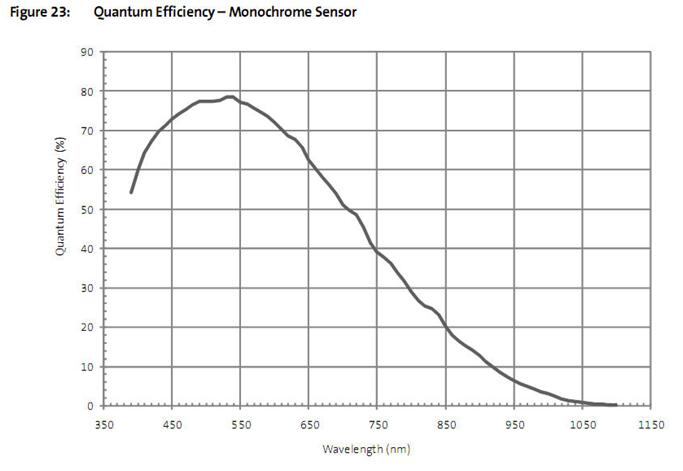 Figure 23: Quantum Efficiency – Monochrome Sensor
90
80
70
60
50
40
30
20
10
0
Quantum Efficiency (%)
350 450 550 650 750 850 950 1050 1150
Wavelength (nm)